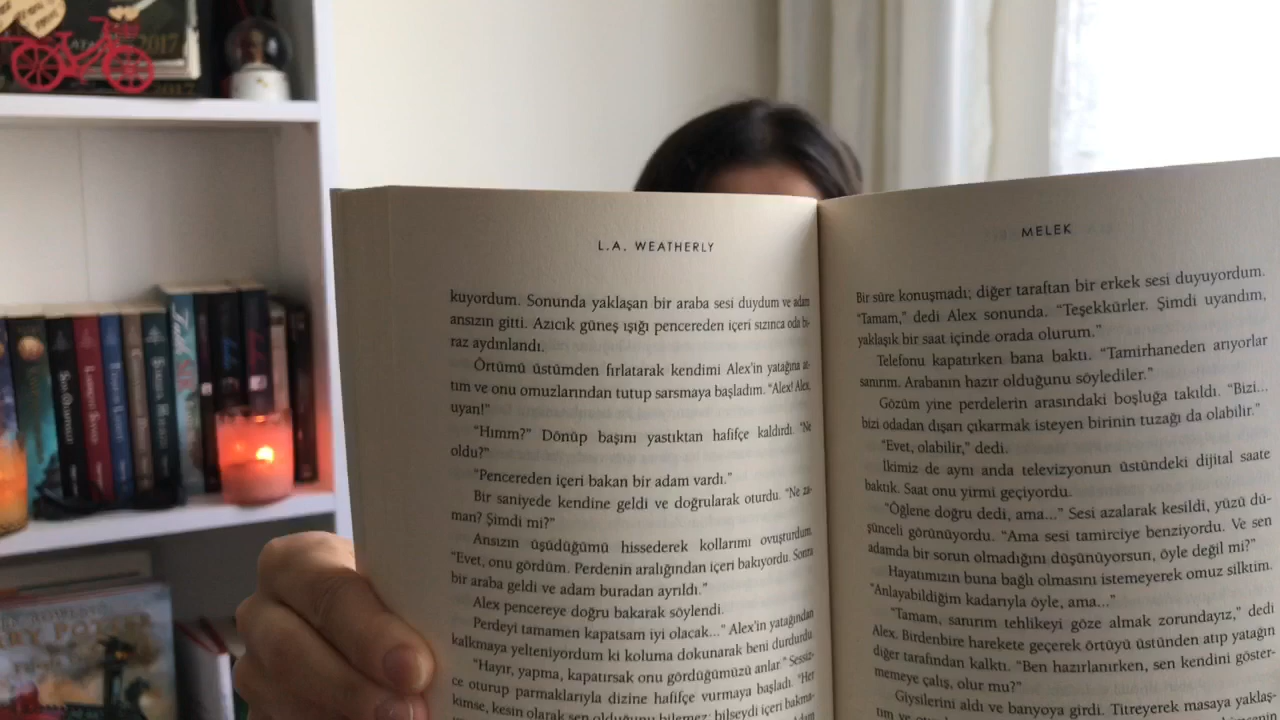 2017
2017
L.A. WEATHERLY
kuyordum. Sonunda yaklaşan bir araba sesi duydum ve adam
ansızın gitti. Azıcık güneş ışığı pencereden içeri sızınca oda bi-
raz aydınlandı.
Örtümü üstümden fırlatarak kendimi Alex'in yatağına at-
tım ve onu omuzlarından tutup sarsmaya başladım. "Alex! Alex,
uyan!"
"Hımm?" Dönüp başını yastıktan hafifçe kaldırdı. "Ne
oldu?"
"Pencereden içeri bakan bir adam vardı."
Bir saniyede kendine geldi ve doğrularak oturdu. "Ne za-
man? Şimdi mi?"
Ansızın üşüdüğümü hissederek kollarımı ovuşturdum.
"Evet, onu gördüm. Perdenin aralığından içeri bakıyordu. Sonra
bir araba geldi ve adam buradan ayrıldı."
Alex pencereye doğru bakarak söylendi.
Perdeyi tamamen kapatsam iyi olacak..." Alex'in yatağından
kalkmaya yelteniyordum ki koluma dokunarak beni durdurdu.
"Hayır, yapma, kapatırsak onu gördüğümüzü anlar." Sessiz-
ce oturup parmaklarıyla dizine hafifçe vurmaya başladı. "Her
kimse, kesin olarak sen olduğunu bilemez; bilseydi içeri bakma-
MELEK
Bir süre konuşmadı; diğer taraftan bir erkek sesi duyuyordum.
"Tamam," dedi Alex sonunda. "Teşekkürler. Şimdi uyandım,
yaklaşık bir saat içinde orada olurum."
Telefonu kapatırken bana baktı. "Tamirhaneden arıyorlar
sanırım. Arabanın hazır olduğunu söylediler."
Gözüm yine perdelerin arasındaki boşluğa takıldı. "Bizi...
bizi odadan dışarı çıkarmak isteyen birinin tuzağı da olabilir."
"Evet, olabilir," dedi.
İkimiz de aynı anda televizyonun üstündeki dijital saate
baktık. Saat onu yirmi geçiyordu.
"Öğlene doğru dedi, ama..." Sesi azalarak kesildi, yüzü dü-
şünceli görünüyordu. "Ama sesi tamirciye benziyordu. Ve sen
adamda bir sorun olmadığını düşünüyorsun, öyle değil mi?"
Hayatımızın buna bağlı olmasını istemeyerek omuz silktim.
"Anlayabildiğim kadarıyla öyle, ama..."
"Tamam, sanırım tehlikeyi göze almak zorundayız," dedi
Alex. Birdenbire harekete geçerek örtüyü üstünden atıp yatağın
diğer tarafından kalktı. "Ben hazırlanırken, sen kendini göster-
memeye çalış, olur mu?"
Giysilerini aldı ve banyoya girdi. Titreyerek masaya yaklaş-